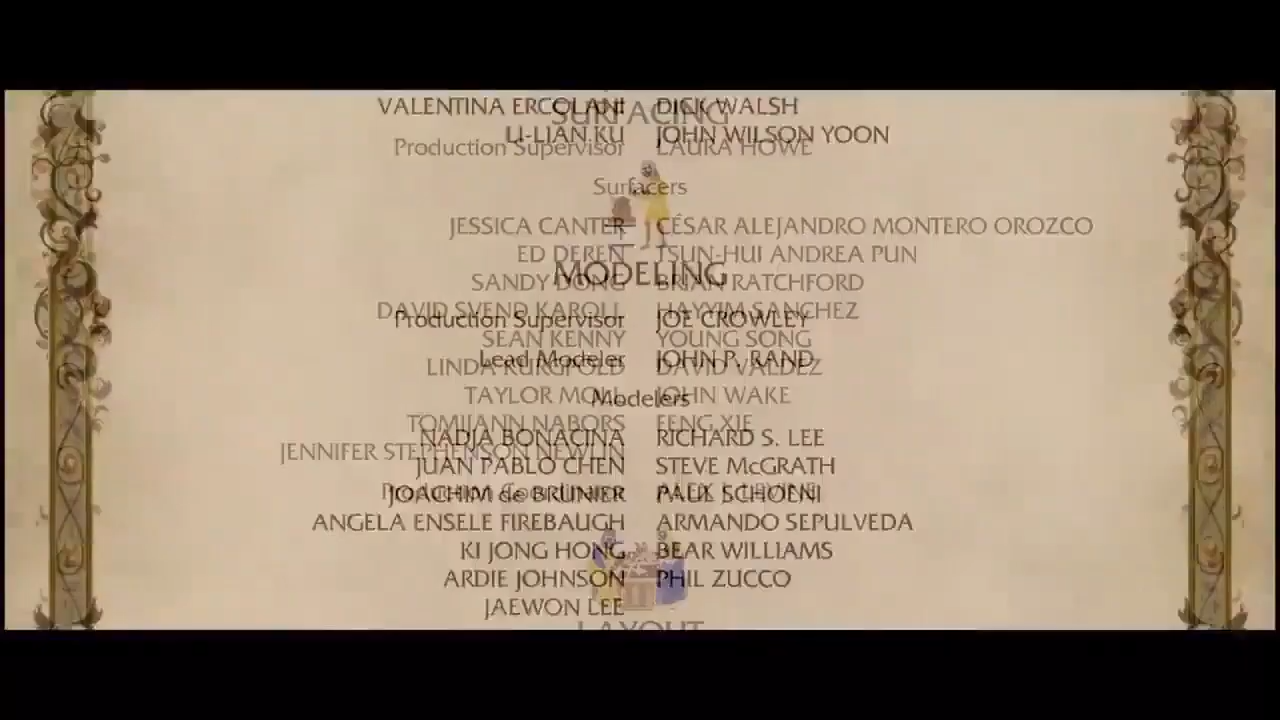 VALENTINA ERCOLANI DICK WALSH
SURFACING
LI-LIAN KU JOHN WILSON YOON
Production Supervisor LAURA HOWE
Surfacers
JESSICA CANTER CÉSAR ALEJANDRO MONTERO OROZCO
ED DEREN TSUN-HUI ANDREA PUN
MODELING
SANDY DONG BRIAN RATCHFORD
DAVID SVEND KAROLL HAYYIM SANCHEZ
Production Supervisor JOE CROWLEY
SEAN KENNY YOUNG SONG
Lead Modeler JOHN P. RAND
LINDA DAVID VALDEZ
TAYLOR MOLL JOHN WAKE
Modelers
TOMIJANN NABORS FENG XIE
NADJA BONACINA RICHARD S. LEE
JENNIFER STEPHENSON NEWLIN
JUAN PABLO CHEN STEVE McGRATH
JOACHIM de BRUNIER PAUL SCHOENI
ANGELA ENSELE FIREBAUGH ARMANDO SEPULVEDA
KI JONG HONG BEAR WILLIAMS
ARDIE JOHNSON PHIL ZUCCO
JAEWON LEE
LAYOUT